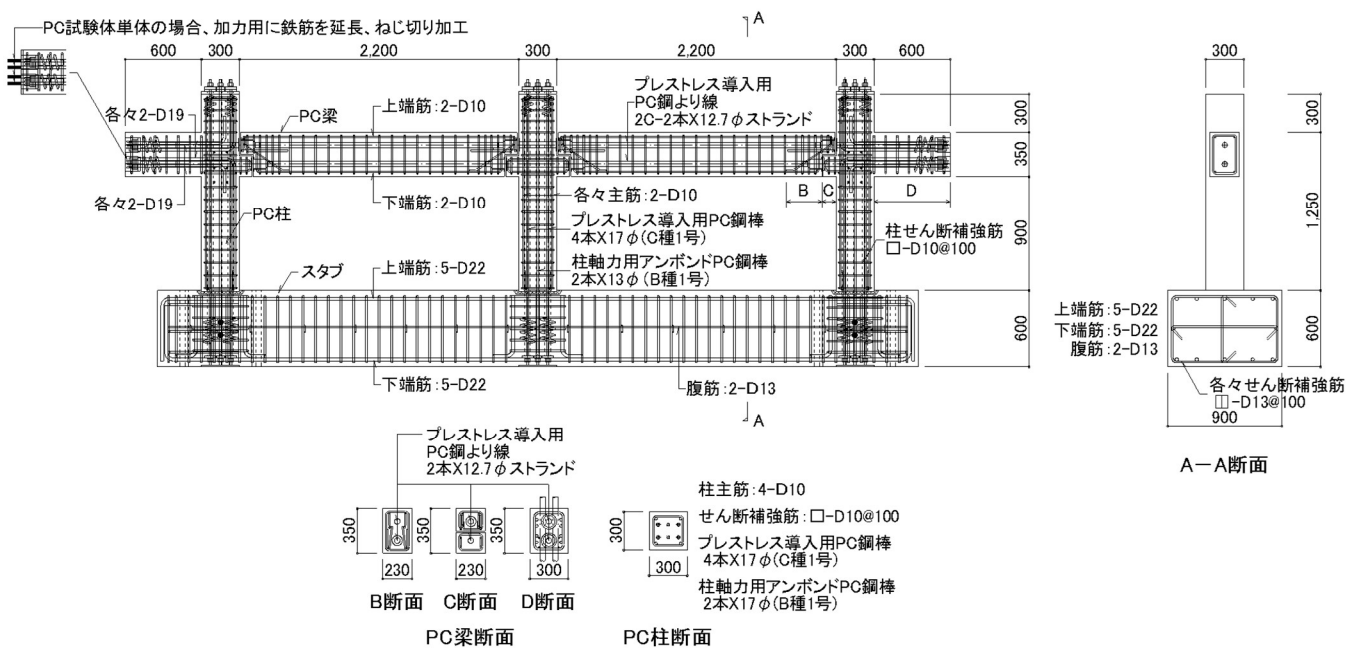 PC試験体単体の場合、加力用に鉄筋を延長、ねじ切り加工
A
600
300
2,200
300
2,200
300
600
300
各々2-D19
PC梁
上端筋:2-D10
プレストレス導入用
PC鋼より線
2C-2本X12.7φストランド
300
350
900
600
300
1,250
600
各々2-D19
PC柱
下端筋:2-D10
各々主筋:2-D10
プレストレス導入用PC鋼棒
4本X17φ(C種1号)
柱軸力用アンボンドPC鋼棒
2本X13φ(B種1号)
B
C
D
柱せん断補強筋
□-D10@100
スタブ
上端筋:5-D22
下端筋:5-D22
腹筋:2-D13
A
上端筋:5-D22
下端筋:5-D22
腹筋:2-D13
各々せん断補強筋
-D13@100
900
A-A断面
プレストレス導入用
PC鋼より線
2本X12.7φストランド
350
230
350
230
350
300
B断面
C断面
D断面
PC梁断面
300
300
PC柱断面
柱主筋:4-D10
せん断補強筋:□-D10@100
プレストレス導入用PC鋼棒
4本X17φ(C種1号)
柱軸力用アンボンドPC鋼棒
2本X17φ(B種1号)